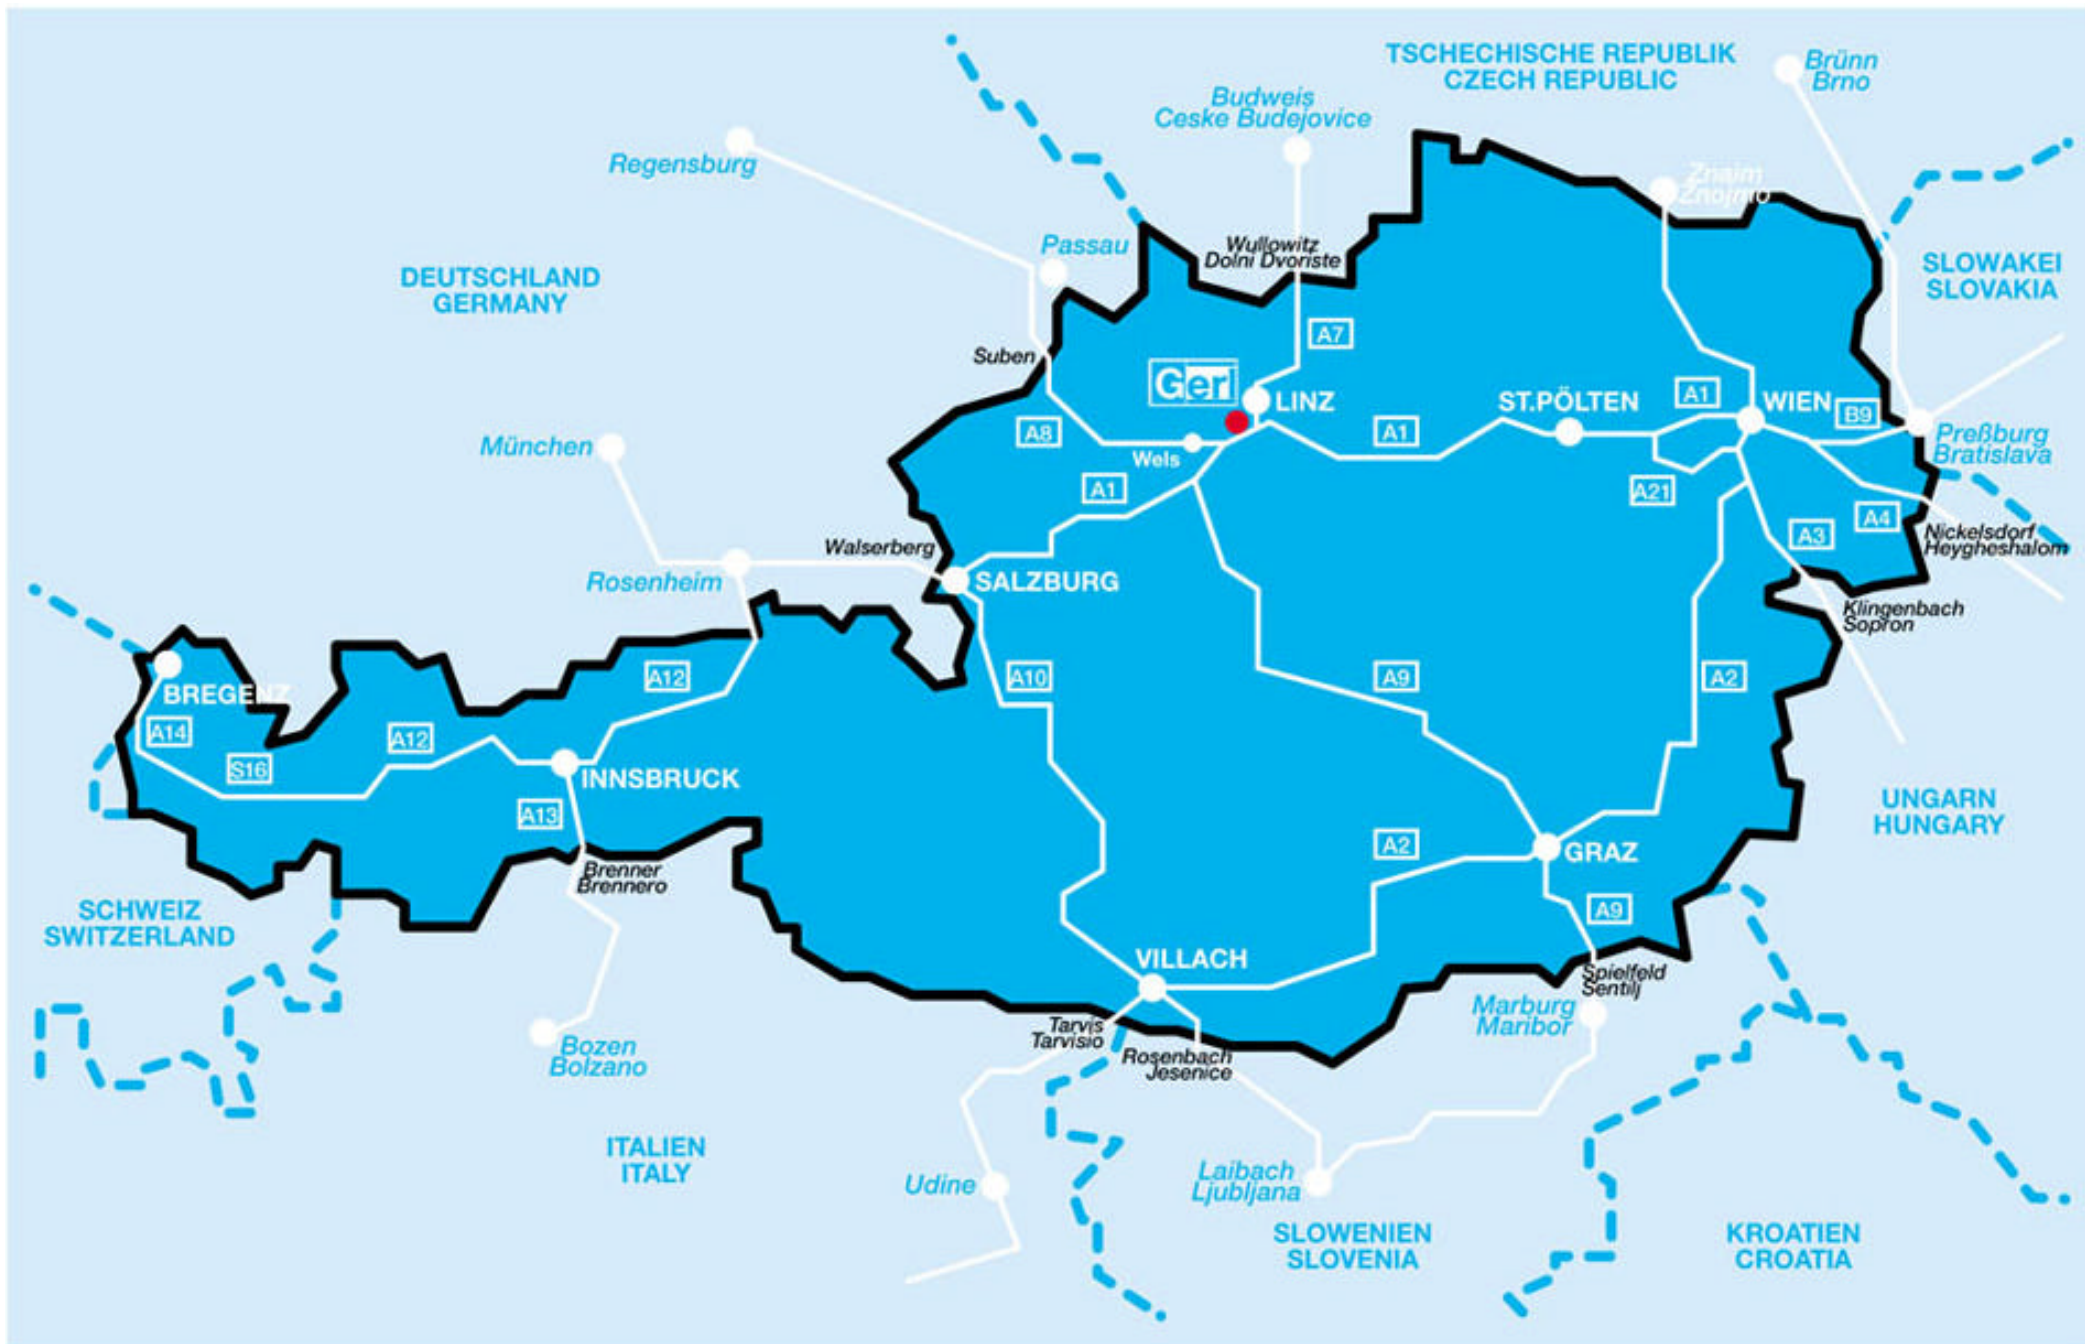 TSCHECHISCHE REPUBLIK
CZECH REPUBLIC
Brünn
Brno
Budweis
Ceske Budejovice
Regensburg
Znaim
Znojmo
Passau
Wullowitz
Dolni Dvoriste
DEUTSCHLAND
GERMANY
SLOWAKEI
SLOVAKIA
A7
Suben
Gerl
LINZ
ST.PÖLTEN
A1
WIEN
B9
A8
A1
München
Wels
Preßburg
Bratislava
A1
A21
A4
A3
Nickelsdorf
Heygheshalom
Walserberg
Rosenheim
SALZBURG
Klingenbach
Sopron
A12
A10
A9
A2
BREGENZ
A14
A12
S16
INNSBRUCK
A13
UNGARN
HUNGARY
A2
GRAZ
Brenner
Brennero
SCHWEIZ
SWITZERLAND
A9
VILLACH
Spielfeld
Sentilj
Marburg
Maribor
Tarvis
Tarvisio
Rosenbach
Jesenice
Bozen
Bolzano
ITALIEN
ITALY
Udine
Laibach
Ljubljana
SLOWENIEN
SLOVENIA
KROATIEN
CROATIA